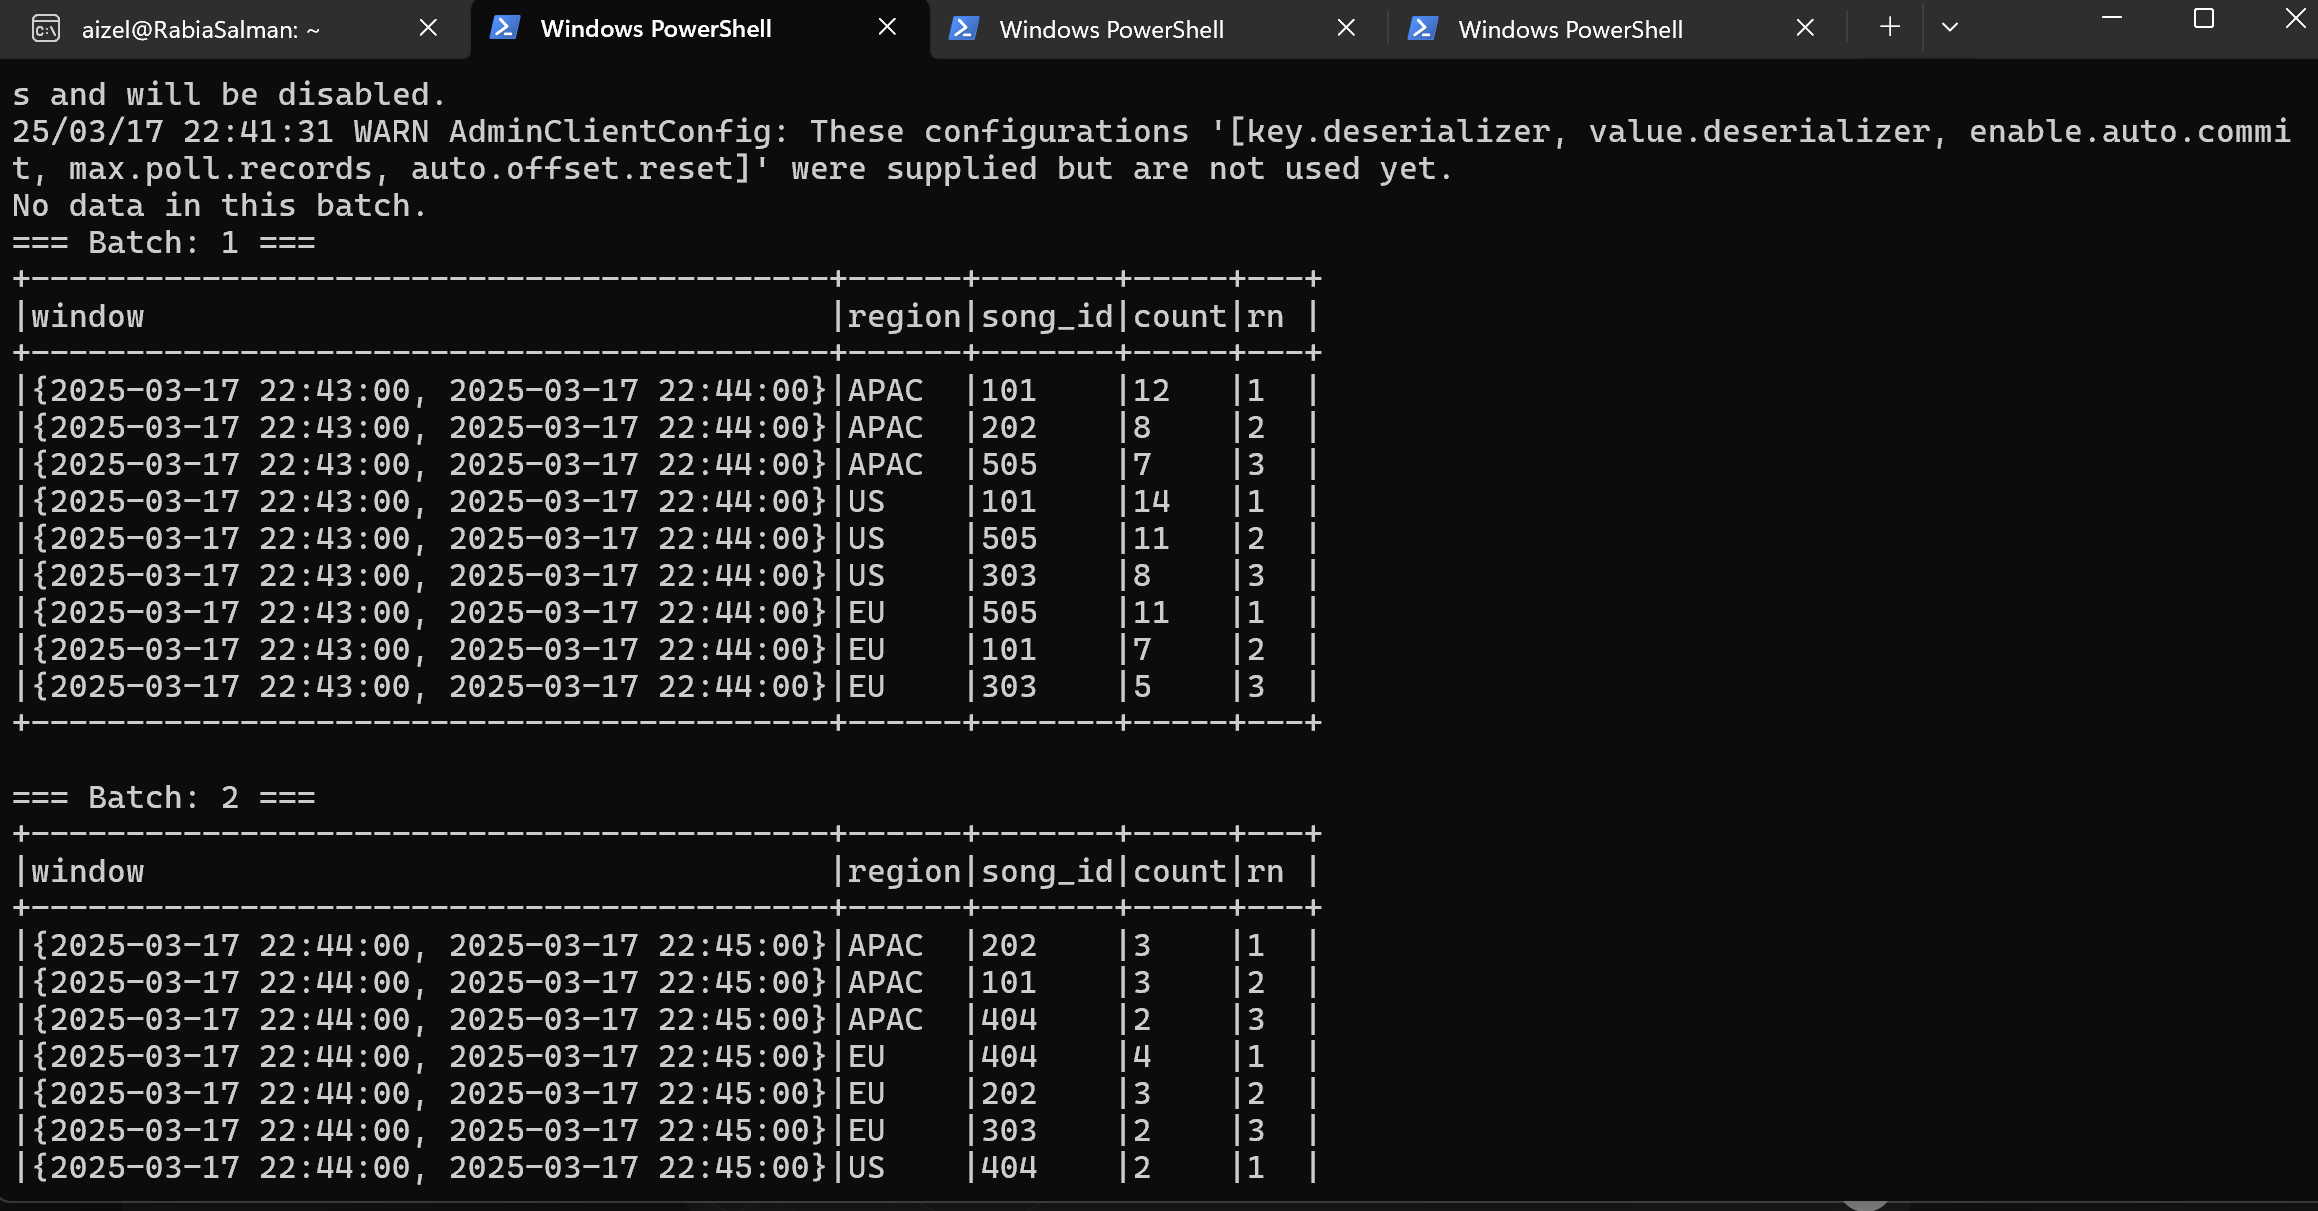 aizel@RabiaSalman: ~
Windows PowerShell
Windows PowerShell
Windows PowerShell
s and will be disabled.
25/03/17 22:41:31 WARN AdminClientConfig: These configurations '[key.deserializer, value.deserializer, enable.auto.commi
t, max.poll.records, auto.offset.reset]' were supplied but are not used yet.
No data in this batch.
=== Batch: 1 ===
+------------------------------------------+------+-------+-----+---+
|window                                    |region|song_id|count|rn |
+------------------------------------------+------+-------+-----+---+
|{2025-03-17 22:43:00, 2025-03-17 22:44:00}|APAC  |101    |12   |1  |
|{2025-03-17 22:43:00, 2025-03-17 22:44:00}|APAC  |202    |8    |2  |
|{2025-03-17 22:43:00, 2025-03-17 22:44:00}|APAC  |505    |7    |3  |
|{2025-03-17 22:43:00, 2025-03-17 22:44:00}|US    |101    |14   |1  |
|{2025-03-17 22:43:00, 2025-03-17 22:44:00}|US    |505    |11   |2  |
|{2025-03-17 22:43:00, 2025-03-17 22:44:00}|US    |303    |8    |3  |
|{2025-03-17 22:43:00, 2025-03-17 22:44:00}|EU    |505    |11   |1  |
|{2025-03-17 22:43:00, 2025-03-17 22:44:00}|EU    |101    |7    |2  |
|{2025-03-17 22:43:00, 2025-03-17 22:44:00}|EU    |303    |5    |3  |
+------------------------------------------+------+-------+-----+---+
=== Batch: 2 ===
+------------------------------------------+------+-------+-----+---+
|window                                    |region|song_id|count|rn |
+------------------------------------------+------+-------+-----+---+
|{2025-03-17 22:44:00, 2025-03-17 22:45:00}|APAC  |202    |3    |1  |
|{2025-03-17 22:44:00, 2025-03-17 22:45:00}|APAC  |101    |3    |2  |
|{2025-03-17 22:44:00, 2025-03-17 22:45:00}|APAC  |404    |2    |3  |
|{2025-03-17 22:44:00, 2025-03-17 22:45:00}|EU    |404    |4    |1  |
|{2025-03-17 22:44:00, 2025-03-17 22:45:00}|EU    |202    |3    |2  |
|{2025-03-17 22:44:00, 2025-03-17 22:45:00}|EU    |303    |2    |3  |
|{2025-03-17 22:44:00, 2025-03-17 22:45:00}|US    |404    |2    |1  |